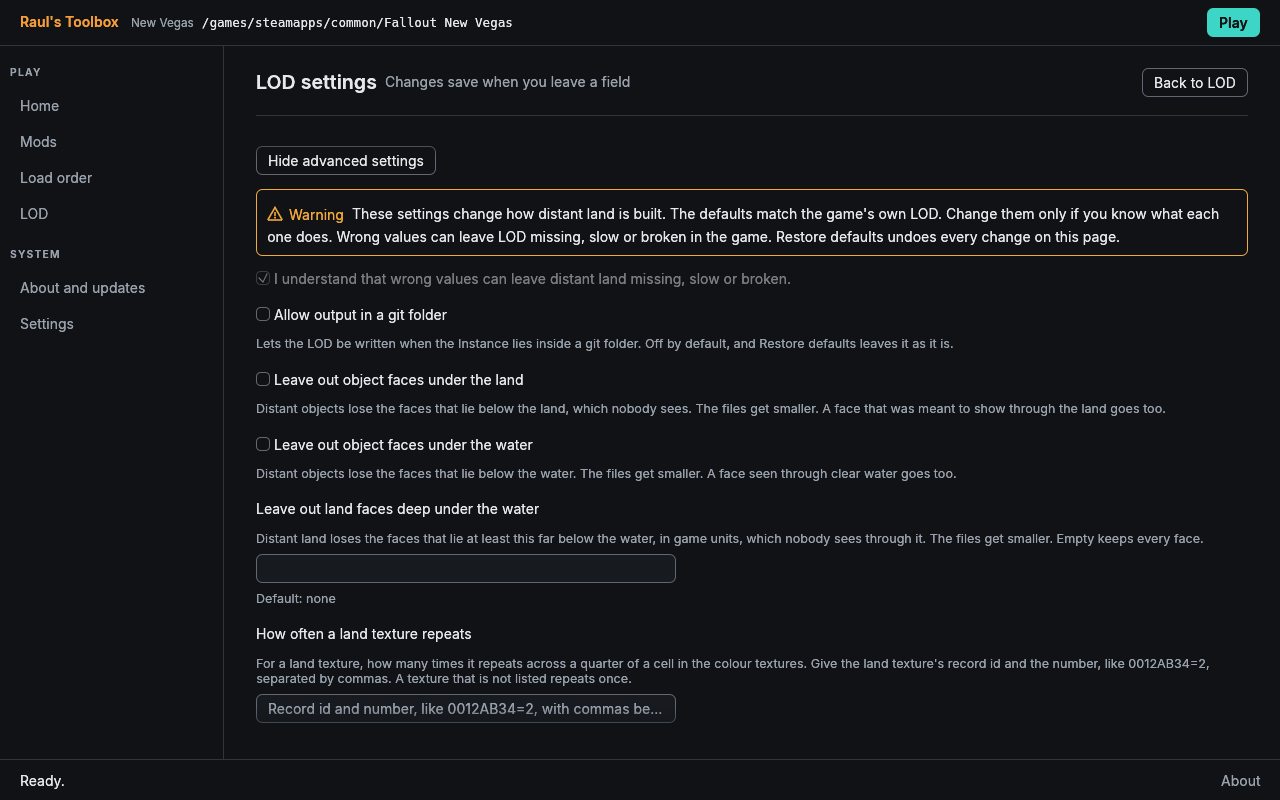 Raul's Toolbox New Vegas /games/steamapps/common/Fallout New Vegas
Play
PLAY
Home
Mods
Load order
LOD
SYSTEM
About and updates
Settings
LOD settings Changes save when you leave a field
Back to LOD
Hide advanced settings
Warning These settings change how distant land is built. The defaults match the game's own LOD. Change them only if you know what each
one does. Wrong values can leave LOD missing, slow or broken in the game. Restore defaults undoes every change on this page.
I understand that wrong values can leave distant land missing, slow or broken.
Allow output in a git folder
Lets the LOD be written when the Instance lies inside a git folder. Off by default, and Restore defaults leaves it as it is.
Leave out object faces under the land
Distant objects lose the faces that lie below the land, which nobody sees. The files get smaller. A face that was meant to show through the land goes too.
Leave out object faces under the water
Distant objects lose the faces that lie below the water. The files get smaller. A face seen through clear water goes too.
Leave out land faces deep under the water
Distant land loses the faces that lie at least this far below the water, in game units, which nobody sees through it. The files get smaller. Empty keeps every face.
Default: none
How often a land texture repeats
For a land texture, how many times it repeats across a quarter of a cell in the colour textures. Give the land texture's record id and the number, like 0012AB34=2,
separated by commas. A texture that is not listed repeats once.
Record id and number, like 0012AB34=2, with commas be...
Ready.
About